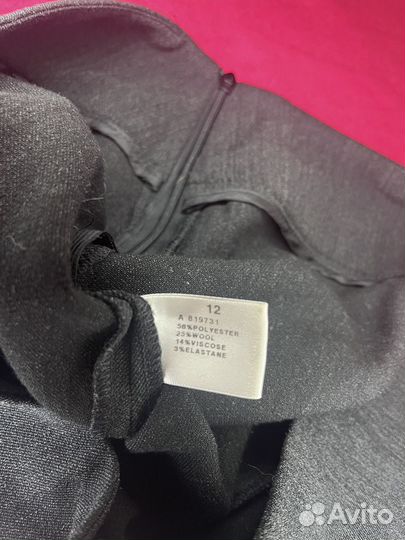 12
A 819731
58%POLYESTER
25%WOOL
14%VISCOSE
3%ELASTANE
Avito